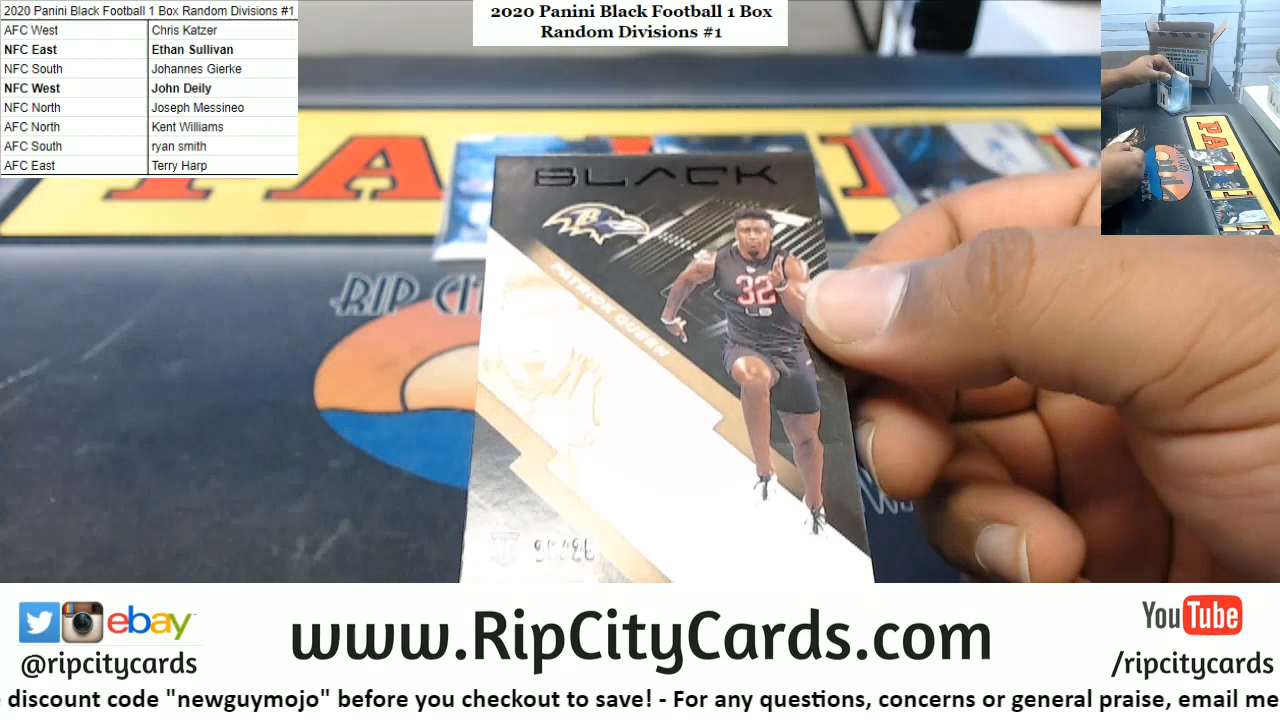 2020 Panini Black Football 1 Box Random Divisions #1
AFC West Chris Katzer
NFC East Ethan Sullivan
NFC South Johannes Gierke
NFC West John Deily
NFC North Joseph Messineo
AFC North Kent Williams
AFC South ryan smith
AFC East Terry Harp
2020 Panini Black Football 1 Box
Random Divisions #1
BLACK
PATRICK QUEEN
32
LB
RIP CIT
YouTube
ebay
www.RipCityCards.com
@ripcitycards
/ripcitycards
discount code "newguymojo" before you checkout to save! - For any questions, concerns or general praise, email me